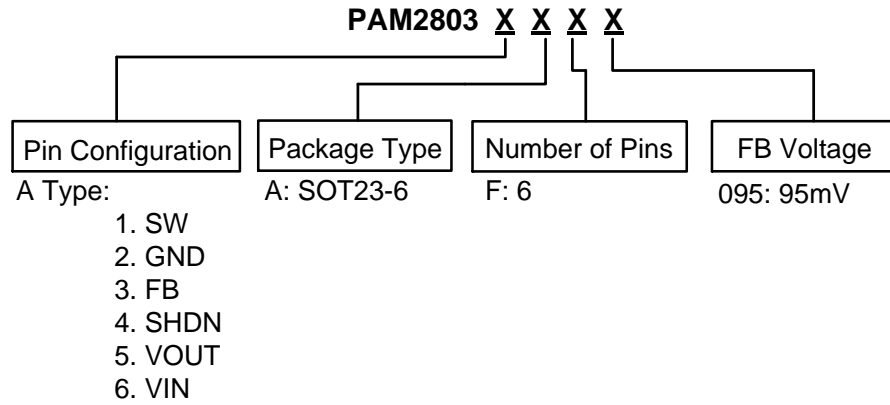 PAM2803 X X X X
Pin Configuration
Package Type
Number of Pins
FB Voltage
A Type:
A: SOT23-6
F: 6
095: 95mV
1. SW
2. GND
3. FB
4. SHDN
5. VOUT
6. VIN